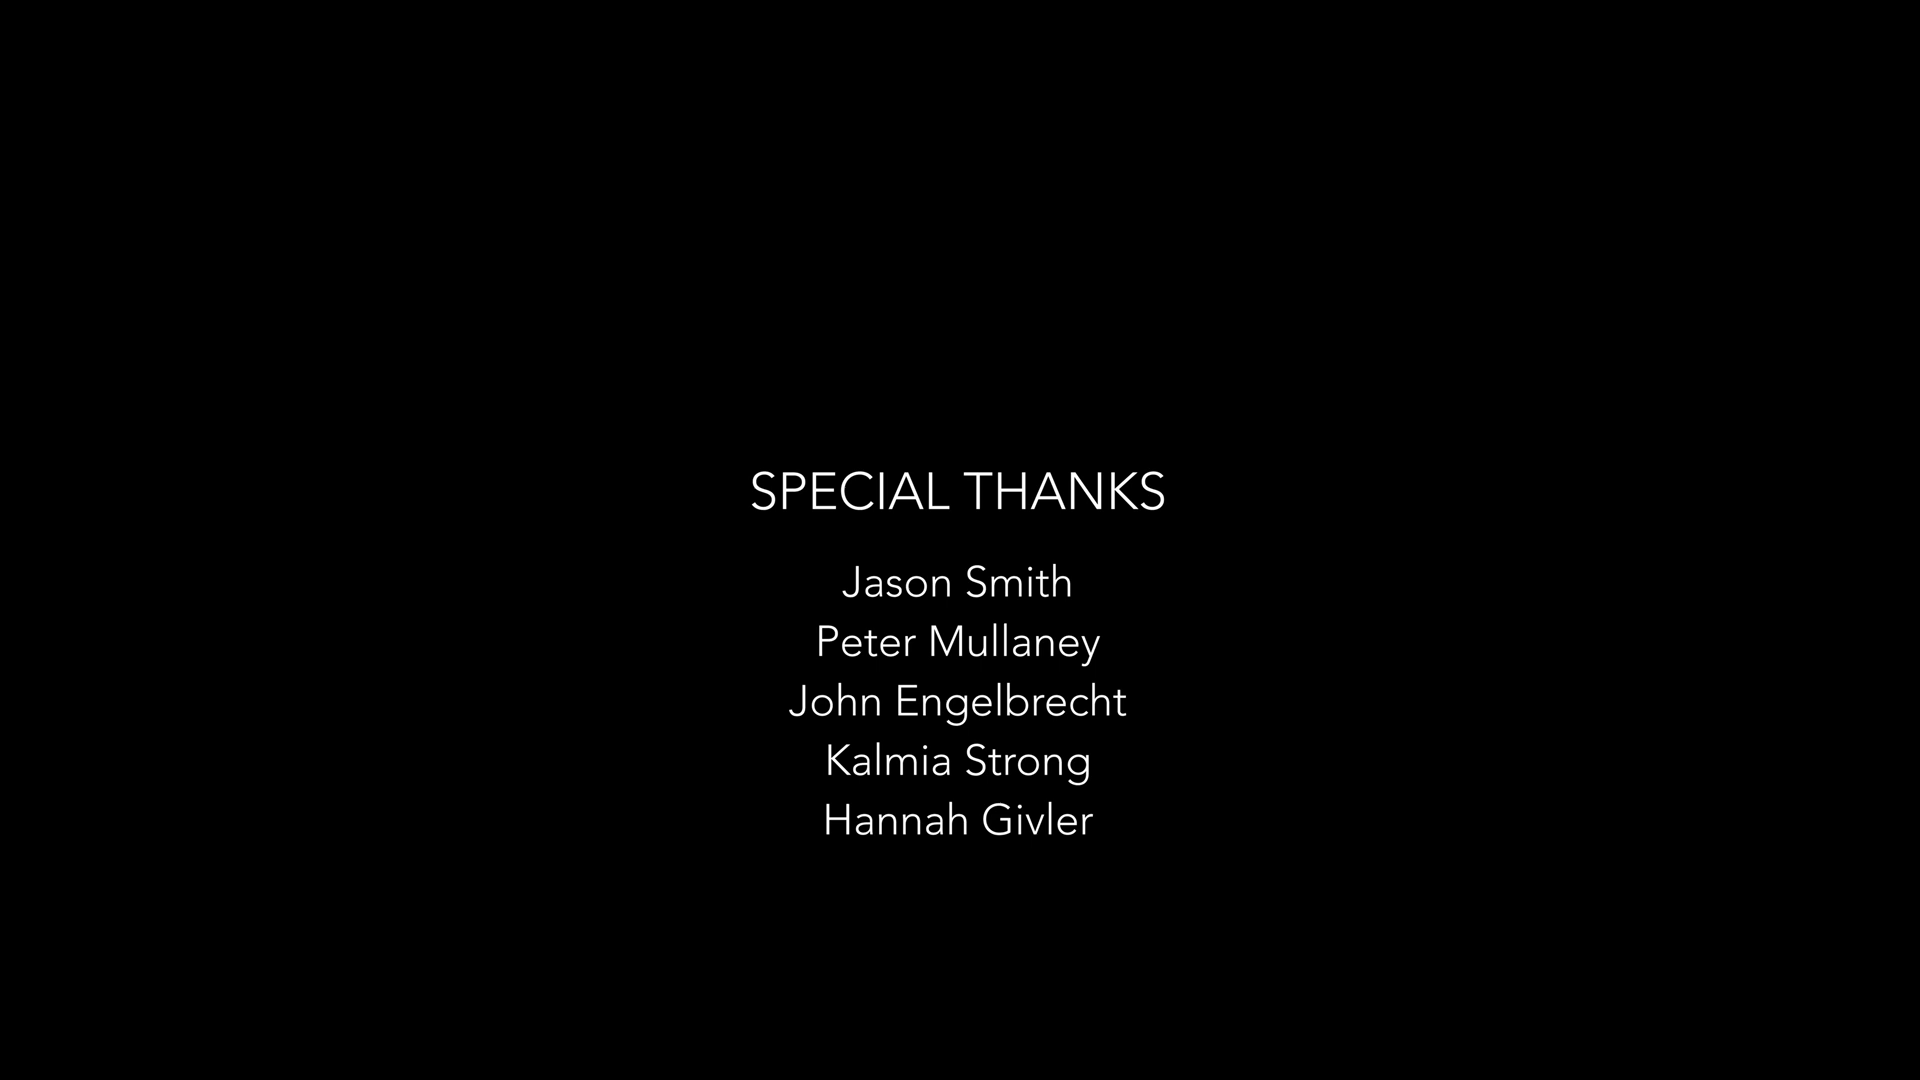 SPECIAL THANKS
Jason Smith
Peter Mullaney
John Engelbrecht
Kalmia Strong
Hannah Givler